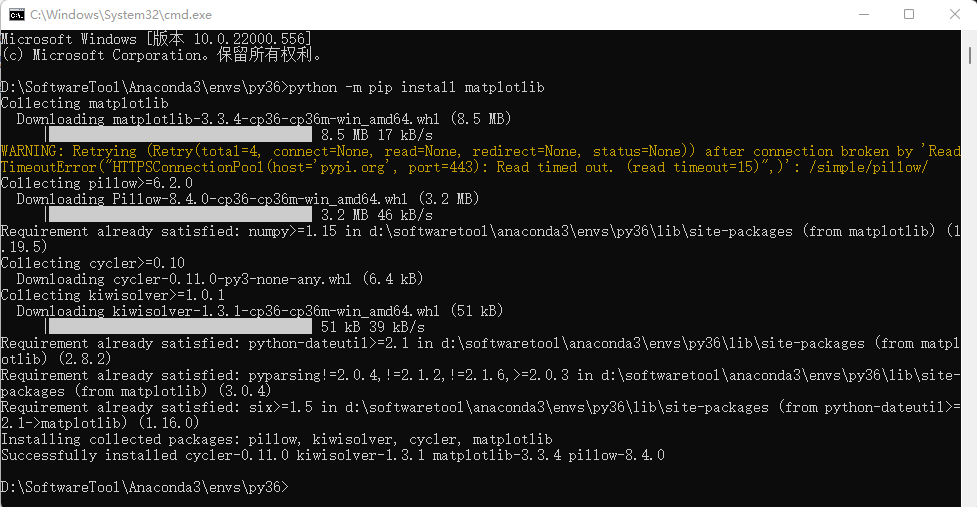 C:\Windows\System32\cmd.exe
Microsoft Windows [版本 10.0.22000.556]
(c) Microsoft Corporation。保留所有权利。
D:\SoftwareTool\Anaconda3\envs\py36>python -m pip install matplotlib
Collecting matplotlib
  Downloading matplotlib-3.3.4-cp36-cp36m-win_amd64.whl (8.5 MB)
     |                                | 8.5 MB 17 kB/s
WARNING: Retrying (Retry(total=4, connect=None, read=None, redirect=None, status=None)) after connection broken by 'Read
TimeoutError("HTTPSConnectionPool(host='pypi.org', port=443): Read timed out. (read timeout=15)",)': /simple/pillow/
Collecting pillow>=6.2.0
  Downloading Pillow-8.4.0-cp36-cp36m-win_amd64.whl (3.2 MB)
     |                                | 3.2 MB 46 kB/s
Requirement already satisfied: numpy>=1.15 in d:\softwaretool\anaconda3\envs\py36\lib\site-packages (from matplotlib) (1
.19.5)
Collecting cycler>=0.10
  Downloading cycler-0.11.0-py3-none-any.whl (6.4 kB)
Collecting kiwisolver>=1.0.1
  Downloading kiwisolver-1.3.1-cp36-cp36m-win_amd64.whl (51 kB)
     |                                | 51 kB 39 kB/s
Requirement already satisfied: python-dateutil>=2.1 in d:\softwaretool\anaconda3\envs\py36\lib\site-packages (from matpl
otlib) (2.8.2)
Requirement already satisfied: pyparsing!=2.0.4,!=2.1.2,!=2.1.6,>=2.0.3 in d:\softwaretool\anaconda3\envs\py36\lib\site-
packages (from matplotlib) (3.0.4)
Requirement already satisfied: six>=1.5 in d:\softwaretool\anaconda3\envs\py36\lib\site-packages (from python-dateutil>=
2.1->matplotlib) (1.16.0)
Installing collected packages: pillow, kiwisolver, cycler, matplotlib
Successfully installed cycler-0.11.0 kiwisolver-1.3.1 matplotlib-3.3.4 pillow-8.4.0
D:\SoftwareTool\Anaconda3\envs\py36>